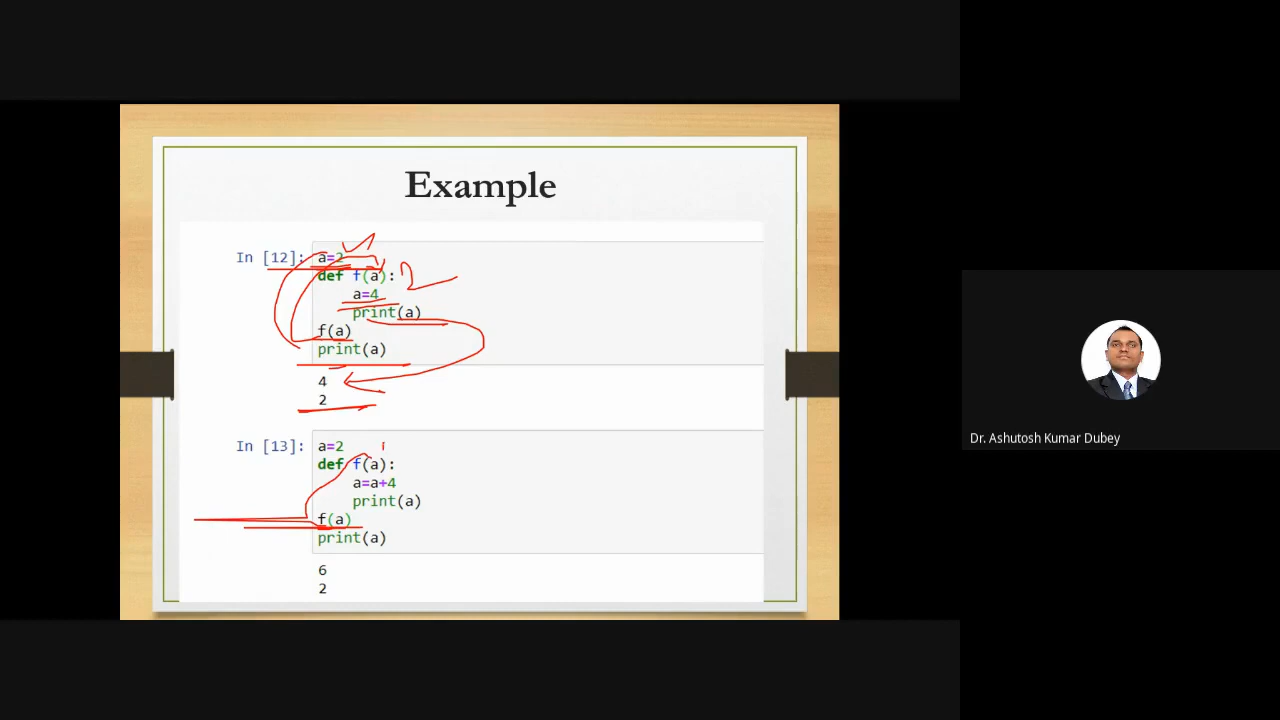 Example
In [12]: a=2
def f(a): 2
    a=4
    print(a)
f(a)
print(a)
4
2
In [13]: a=2
def f(a):
    a=a+4
    print(a)
f(a)
print(a)
6
2
Dr. Ashutosh Kumar Dubey